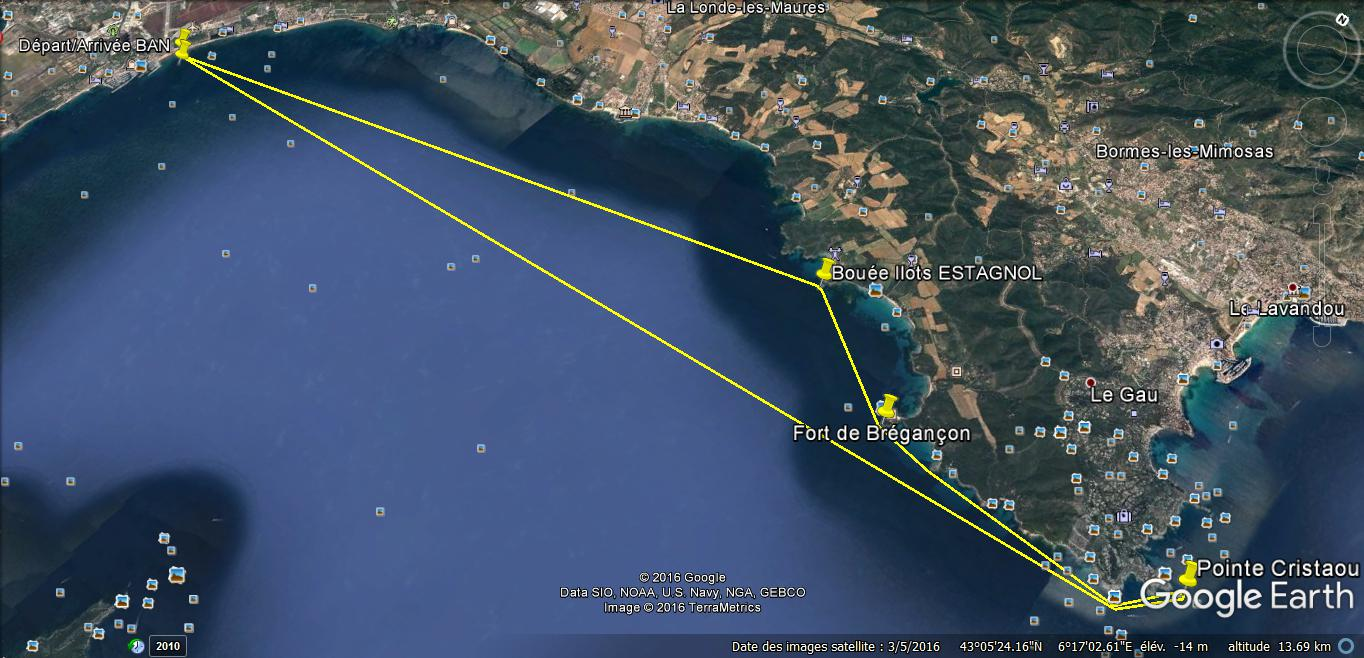 La Londe-les-Maures
N
Départ/Arrivée BAN
Bormes-les-Mimosas
Bouée Ilots ESTAGNOL
Le Lavandou
Le Gau
Fort de Brégançon
Pointe Cristaou
© 2016 Google
Data SIO, NOAA, U.S. Navy, NGA, GEBCO
Image © 2016 TerraMetrics
Google Earth
2010
Date des images satellite : 3/5/2016 43°05'24.16"N 6°17'02.61"E élév. -14 m altitude 13.69 km